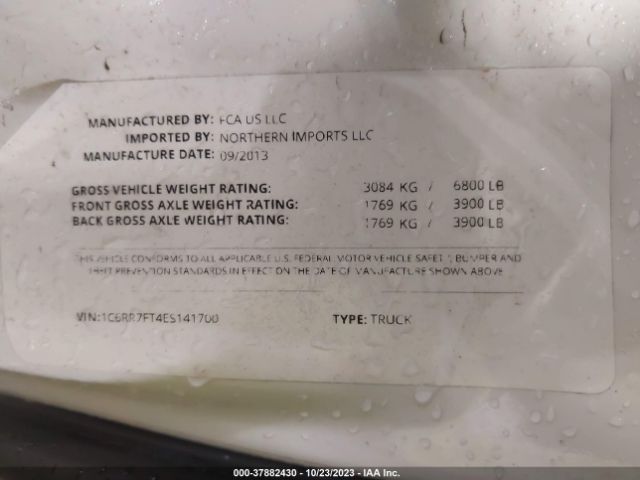 MANUFACTURED BY: FCA US LLC
IMPORTED BY: NORTHERN IMPORTS LLC
MANUFACTURE DATE: 09/2013
GROSS VEHICLE WEIGHT RATING: 3084 KG / 6800 LB
FRONT GROSS AXLE WEIGHT RATING: 1769 KG / 3900 LB
BACK GROSS AXLE WEIGHT RATING: 1769 KG / 3900 LB
THIS VEHICLE CONFORMS TO ALL APPLICABLE U.S. FEDERAL MOTOR VEHICLE SAFETY, BUMPER AND
THEFT PREVENTION STANDARDS IN EFFECT ON THE DATE OF MANUFACTURE SHOWN ABOVE
VIN:1C6RR7FT4ES141700 TYPE: TRUCK
000-37882430 - 10/23/2023 - IAA Inc.